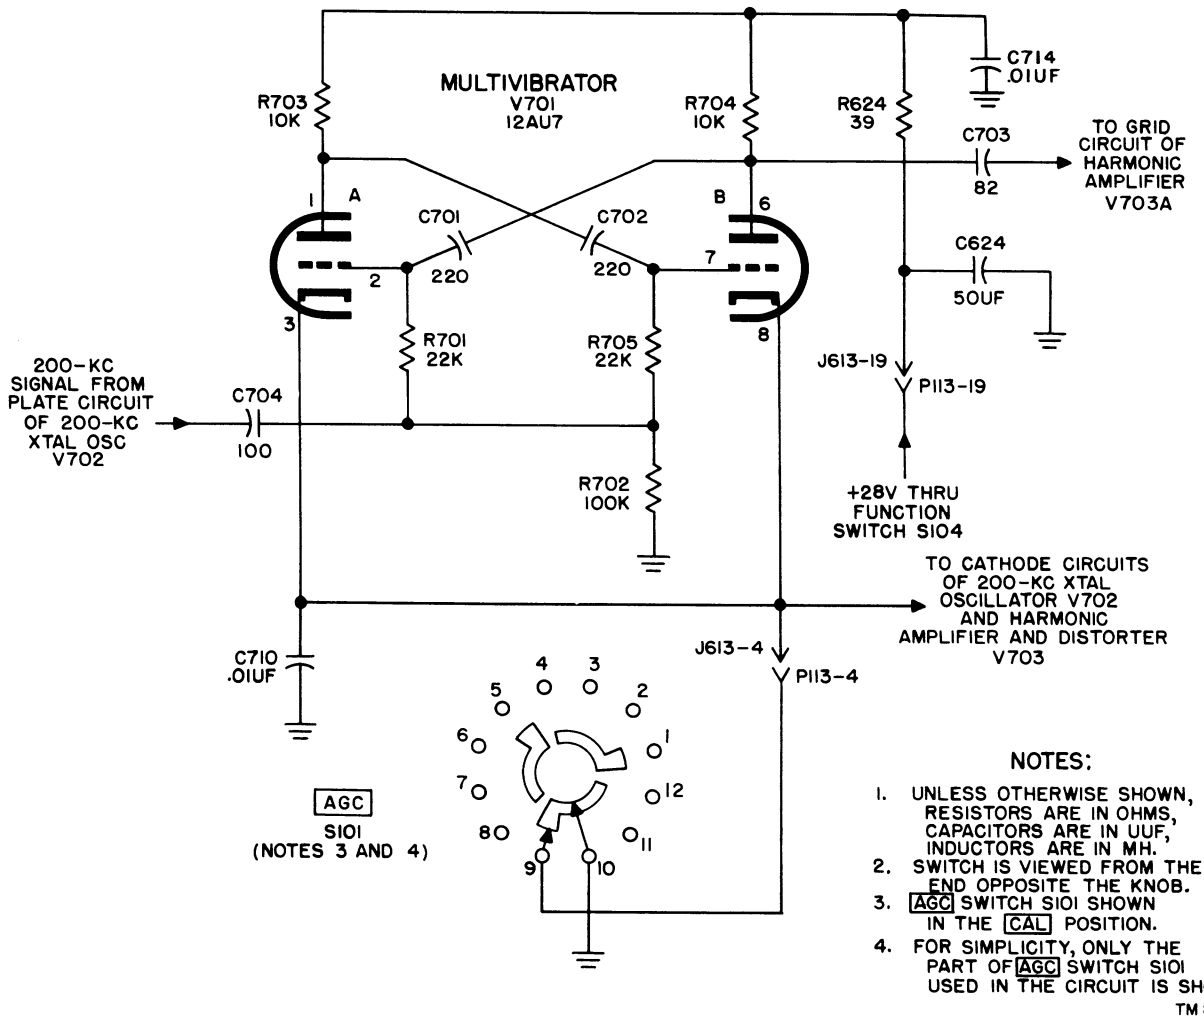 C714
.01UF
MULTIVIBRATOR
V701
12AU7
R703
10K
R704
10K
R624
39
C703
82
TO GRID
CIRCUIT OF
HARMONIC
AMPLIFIER
V703A
1
A
B
6
C701
220
C702
220
2
7
3
8
C624
50UF
R701
22K
R705
22K
J613-19
P113-19
200-KC
SIGNAL FROM
PLATE CIRCUIT
OF 200-KC
XTAL OSC
V702
C704
100
R702
100K
+28V THRU
FUNCTION
SWITCH S104
TO CATHODE CIRCUITS
OF 200-KC XTAL
OSCILLATOR V702
AND HARMONIC
AMPLIFIER AND DISTORTER
V703
C710
.01UF
J613-4
P113-4
4
3
5
2
6
1
7
12
8
11
9
10
AGC
S101
(NOTES 3 AND 4)
NOTES:
1. UNLESS OTHERWISE SHOWN,
RESISTORS ARE IN OHMS,
CAPACITORS ARE IN UUF,
INDUCTORS ARE IN MH.
2. SWITCH IS VIEWED FROM THE
END OPPOSITE THE KNOB.
3. AGC SWITCH S101 SHOWN
IN THE CAL POSITION.
4. FOR SIMPLICITY, ONLY THE
PART OF AGC SWITCH S101
USED IN THE CIRCUIT IS
TM